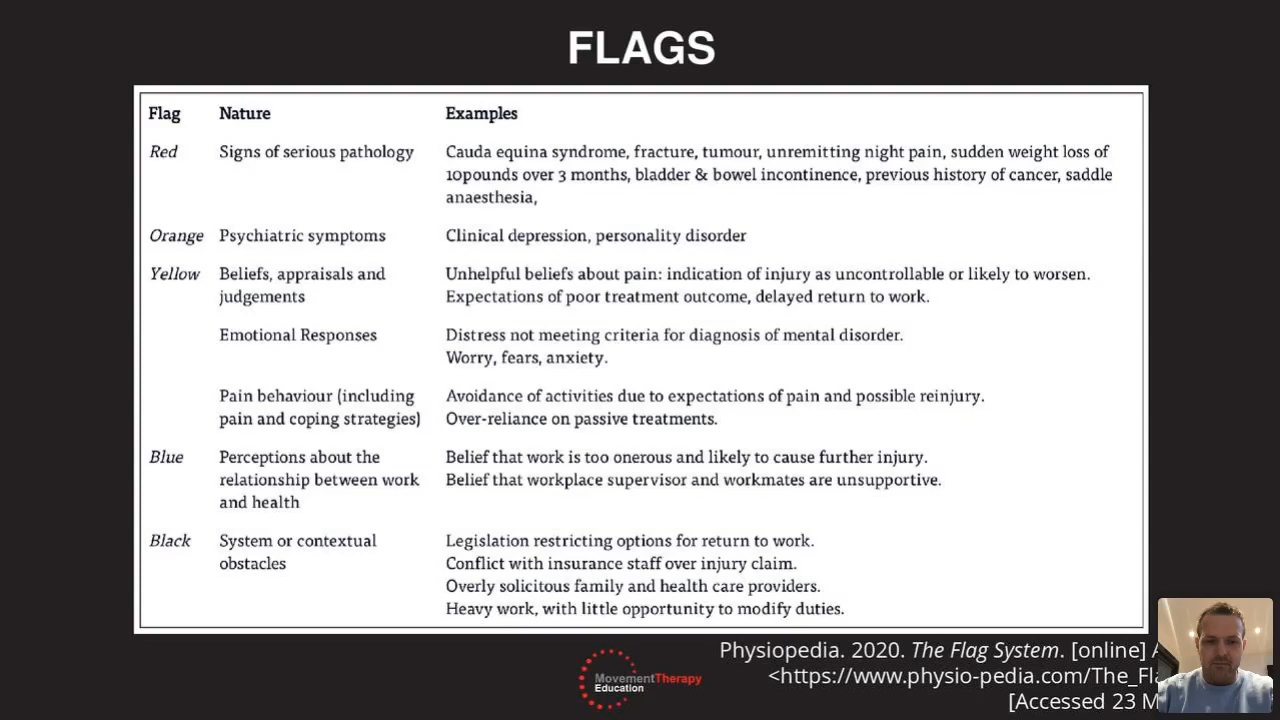 FLAGS
Flag Nature Examples
Red Signs of serious pathology Cauda equina syndrome, fracture, tumour, unremitting night pain, sudden weight loss of
10pounds over 3 months, bladder & bowel incontinence, previous history of cancer, saddle
anaesthesia,
Orange Psychiatric symptoms Clinical depression, personality disorder
Yellow Beliefs, appraisals and Unhelpful beliefs about pain: indication of injury as uncontrollable or likely to worsen.
judgements Expectations of poor treatment outcome, delayed return to work.
Emotional Responses Distress not meeting criteria for diagnosis of mental disorder.
Worry, fears, anxiety.
Pain behaviour (including Avoidance of activities due to expectations of pain and possible reinjury.
pain and coping strategies) Over-reliance on passive treatments.
Blue Perceptions about the Belief that work is too onerous and likely to cause further injury.
relationship between work Belief that workplace supervisor and workmates are unsupportive.
and health
Black System or contextual Legislation restricting options for return to work.
obstacles Conflict with insurance staff over injury claim.
Overly solicitous family and health care providers.
Heavy work, with little opportunity to modify duties.
Physiopedia. 2020. The Flag System. [online]
<https://www.physio-pedia.com/The_Fl
[Accessed 23
MovementTherapy
Education